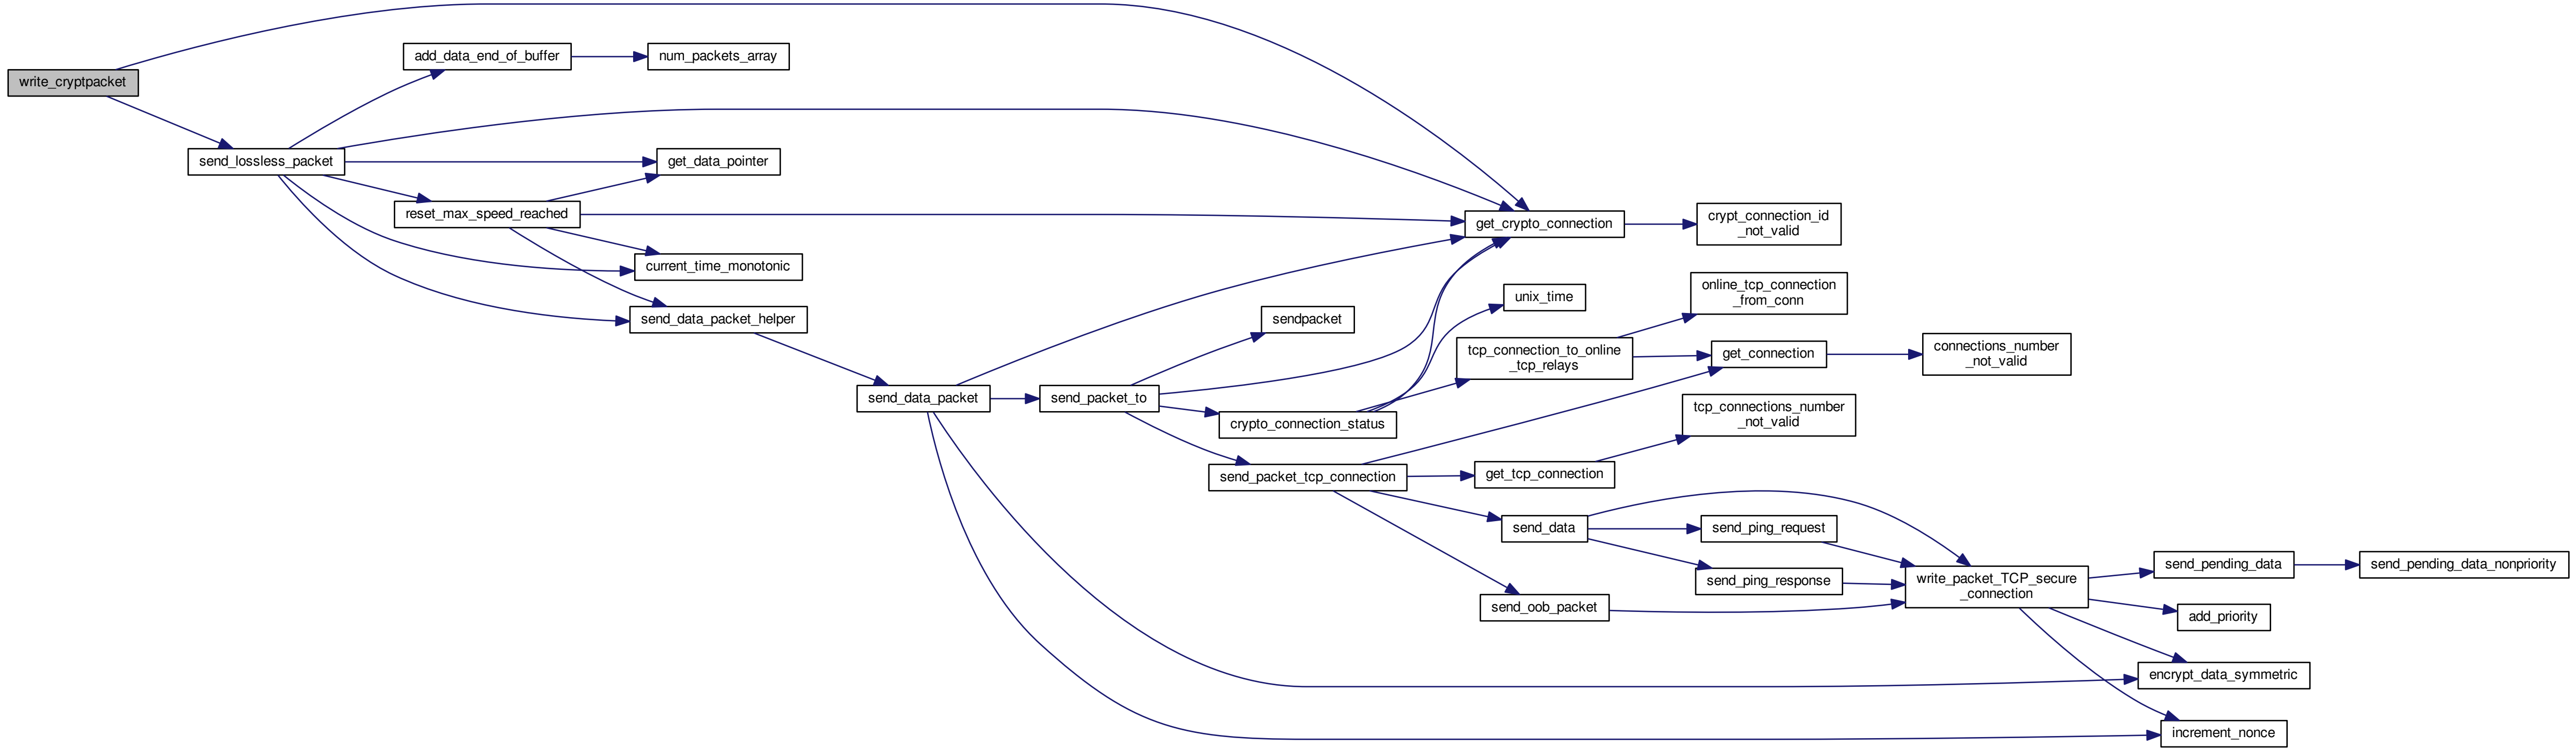 write_cryptpacket
add_data_end_of_buffer
num_packets_array
send_lossless_packet
get_data_pointer
reset_max_speed_reached
current_time_monotonic
send_data_packet_helper
send_data_packet
send_packet_to
sendpacket
crypto_connection_status
send_packet_tcp_connection
get_crypto_connection
crypt_connection_id
_not_valid
unix_time
online_tcp_connection
_from_conn
tcp_connection_to_online
_tcp_relays
get_connection
connections_number
_not_valid
tcp_connections_number
_not_valid
get_tcp_connection
send_data
send_ping_request
send_ping_response
send_oob_packet
write_packet_TCP_secure
_connection
send_pending_data
send_pending_data_nonpriority
add_priority
encrypt_data_symmetric
increment_nonce